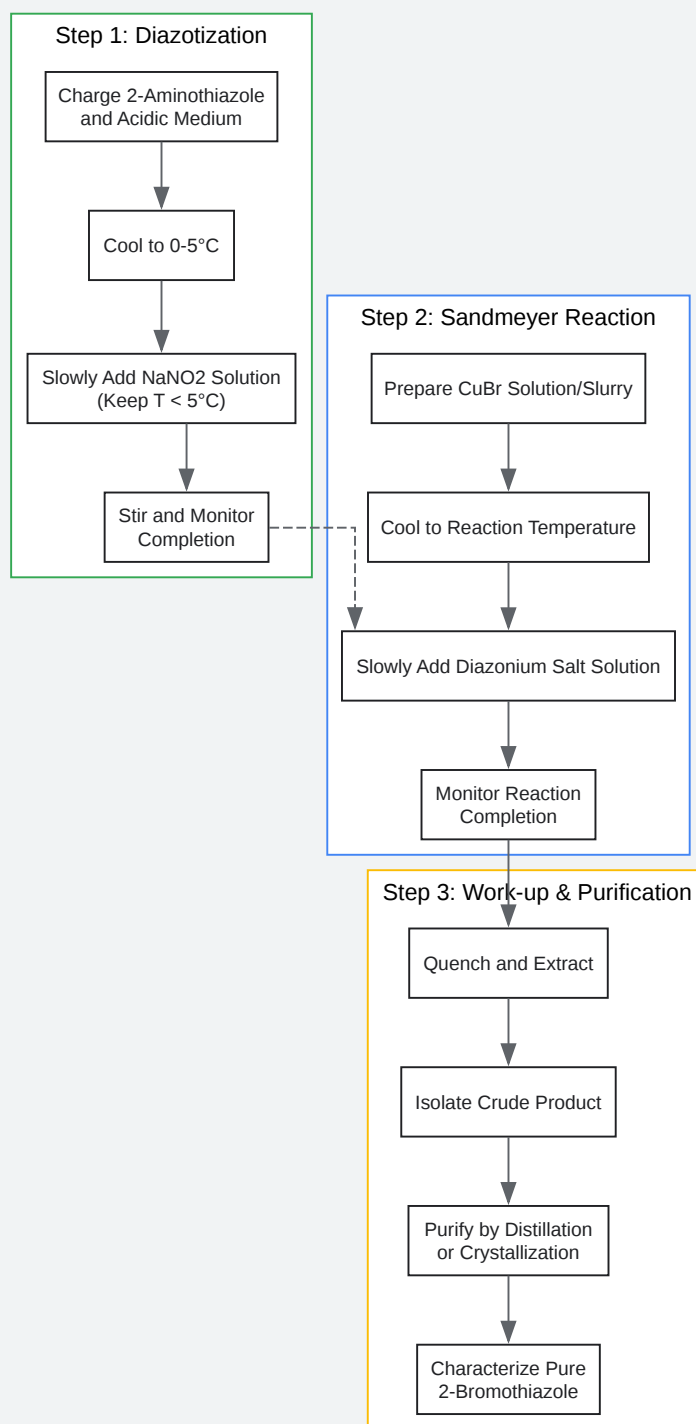 Step 1: Diazotization
Charge 2-Aminothiazole
and Acidic Medium
Cool to 0-5°C
Slowly Add NaNO2 Solution
(Keep T < 5°C)
Stir and Monitor
Completion
Step 2: Sandmeyer Reaction
Prepare CuBr Solution/Slurry
Cool to Reaction Temperature
Slowly Add Diazonium Salt Solution
Monitor Reaction
Completion
Step 3: Work-up & Purification
Quench and Extract
Isolate Crude Product
Purify by Distillation
or Crystallization
Characterize Pure
2-Bromothiazole